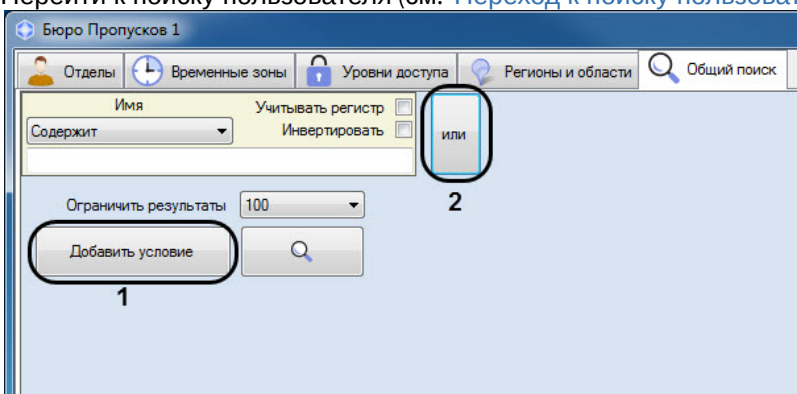 Перейти к поиску пользователя (см. Переход к поиску пользоват
Бюро Пропусков 1
Отделы Временные зоны Уровни доступа Регионы и области Общий поиск
Имя Учитывать регистр
Содержит Инвертировать или
Ограничить результаты 100 2
Добавить условие
1